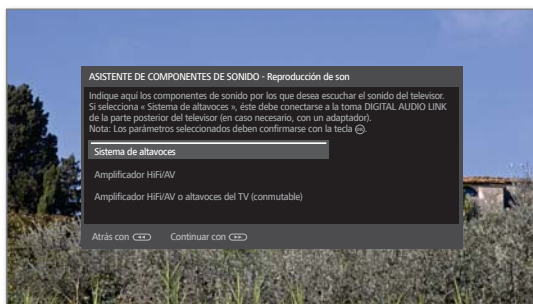 ASISTENTE DE COMPONENTES DE SONIDO - Reproducción de son
Indique aquí los componentes de sonido por los que desea escuchar el sonido del televisor.
Si selecciona « Sistema de altavoces », éste debe conectarse a la toma DIGITAL AUDIO LINK
de la parte posterior del televisor (en caso necesario, con un adaptador).
Nota: Los parámetros seleccionados deben confirmarse con la tecla OK.
Sistema de altavoces
Amplificador HiFi/AV
Amplificador HiFi/AV o altavoces del TV (conmutable)
Atrás con ◀◀ Continuar con ▶▶